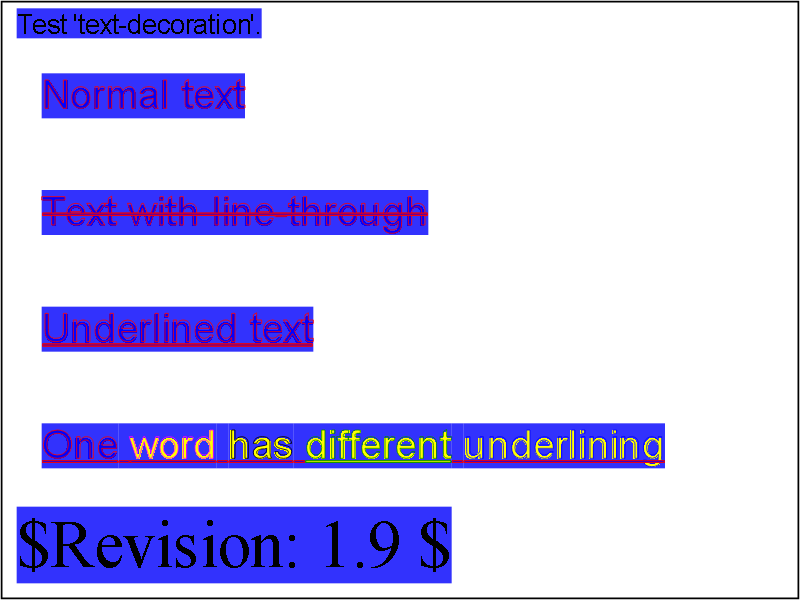 Test 'text-decoration'.
Normal text
Text with line-through
Underlined text
One word has different underlining
$Revision: 1.9 $